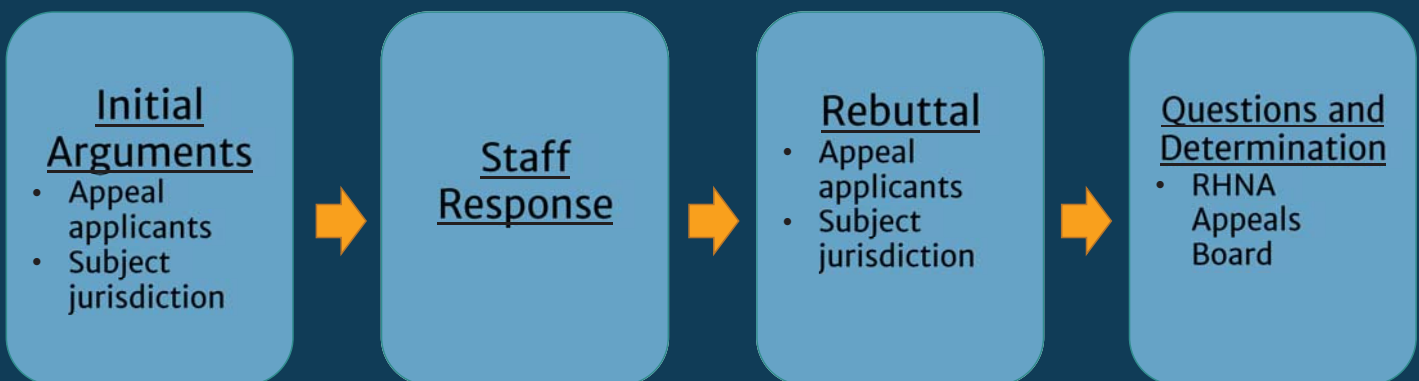 Initial
Arguments
• Appeal
applicants
• Subject
jurisdiction
Staff
Response
Rebuttal
• Appeal
applicants
• Subject
jurisdiction
Questions and
Determination
• RHNA
Appeals
Board